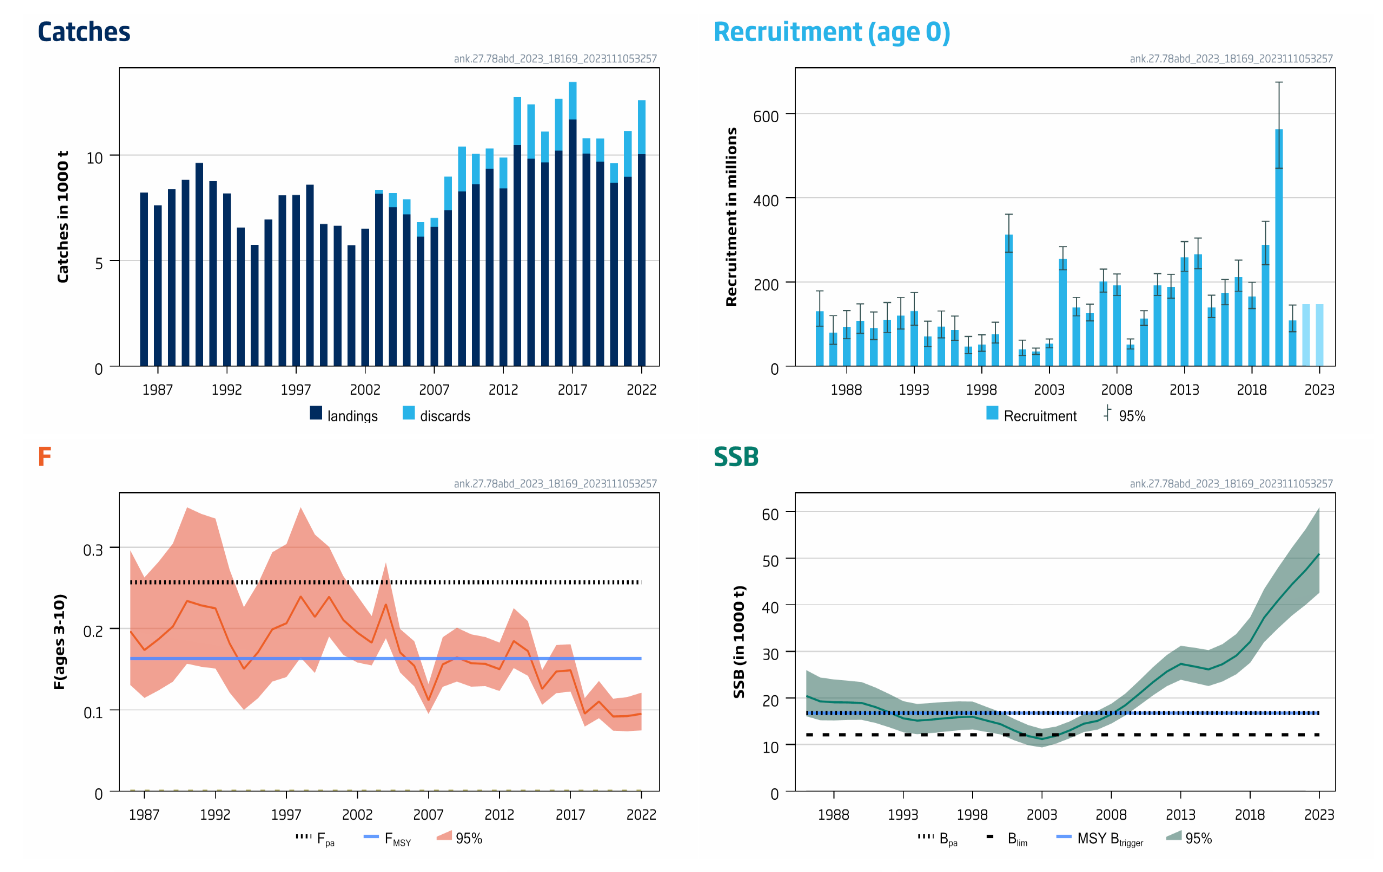 Catches
ank.27.78abd_2023_18169_2023111053257
Catches in 1000 t
10
5
0
1987 1992 1997 2002 2007 2012 2017 2022
landings discards
Recruitment (age 0)
ank.27.78abd_2023_18169_2023111053257
Recruitment in millions
600
400
200
0
1988 1993 1998 2003 2008 2013 2018 2023
Recruitment 95%
F
ank.27.78abd_2023_18169_2023111053257
F(ages 3-10)
0.3
0.2
0.1
0
1987 1992 1997 2002 2007 2012 2017 2022
Fpa FMSY 95%
SSB
ank.27.78abd_2023_18169_2023111053257
SSB (in 1000 t)
60
50
40
30
20
10
0
1988 1993 1998 2003 2008 2013 2018 2023
Bpa Blim MSY Btrigger 95%